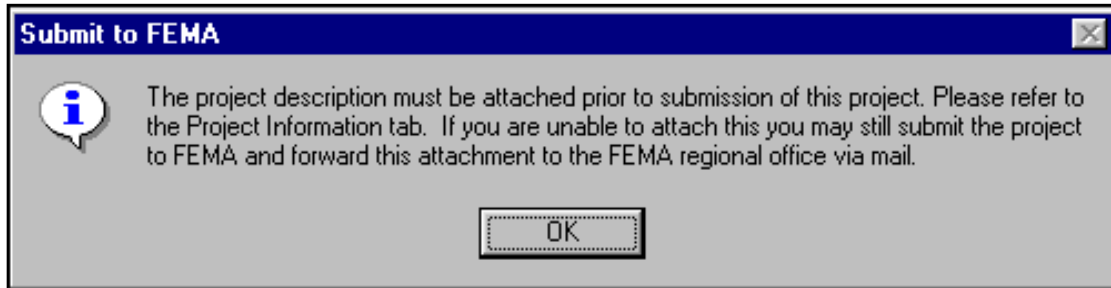 Submit to FEMA
The project description must be attached prior to submission of this project. Please refer to
the Project Information tab.  If you are unable to attach this you may still submit the project
to FEMA and forward this attachment to the FEMA regional office via mail.
OK